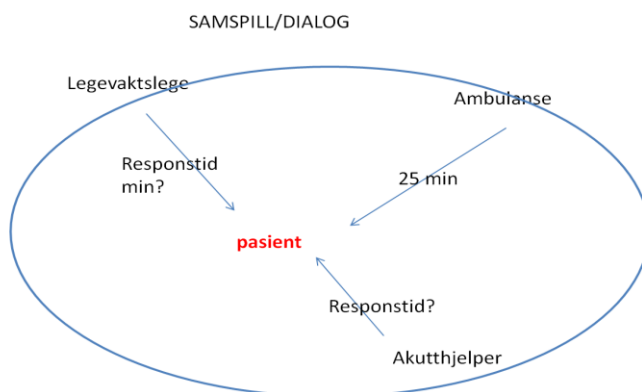 SAMSPILL/DIALOG
Legevaktslege
Ambulanse
Responstid
min?
25 min
pasient
Responstid?
Akutthjelper